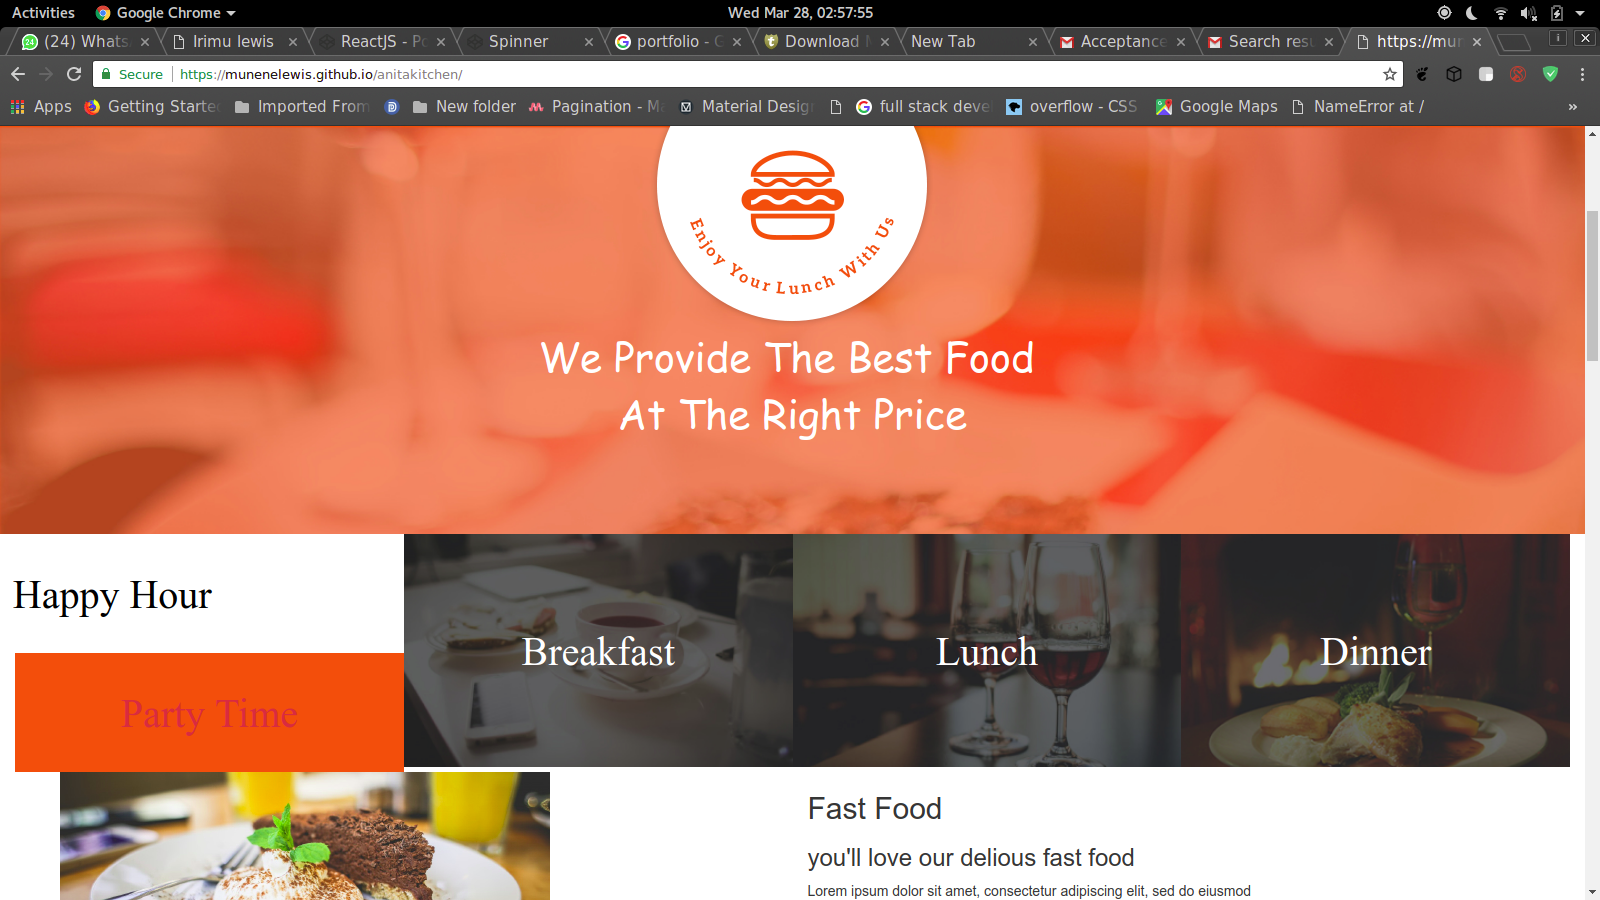 Activities Google Chrome Wed Mar 28, 02:57:55
(24) Whats Irimu lewis ReactJS - Po Spinner portfolio - G Download New Tab Acceptance Search resu https://mun
Secure https://munenelewis.github.io/anitakitchen/
Apps Getting Starte Imported From New folder Pagination - M Material Desig full stack deve overflow - CSS Google Maps NameError at / »
Enjoy Your Lunch With Us
We Provide The Best Food
At The Right Price
Happy Hour
Party Time
Breakfast
Lunch
Dinner
Fast Food
you'll love our delious fast food
Lorem ipsum dolor sit amet, consectetur adipiscing elit, sed do eiusmod